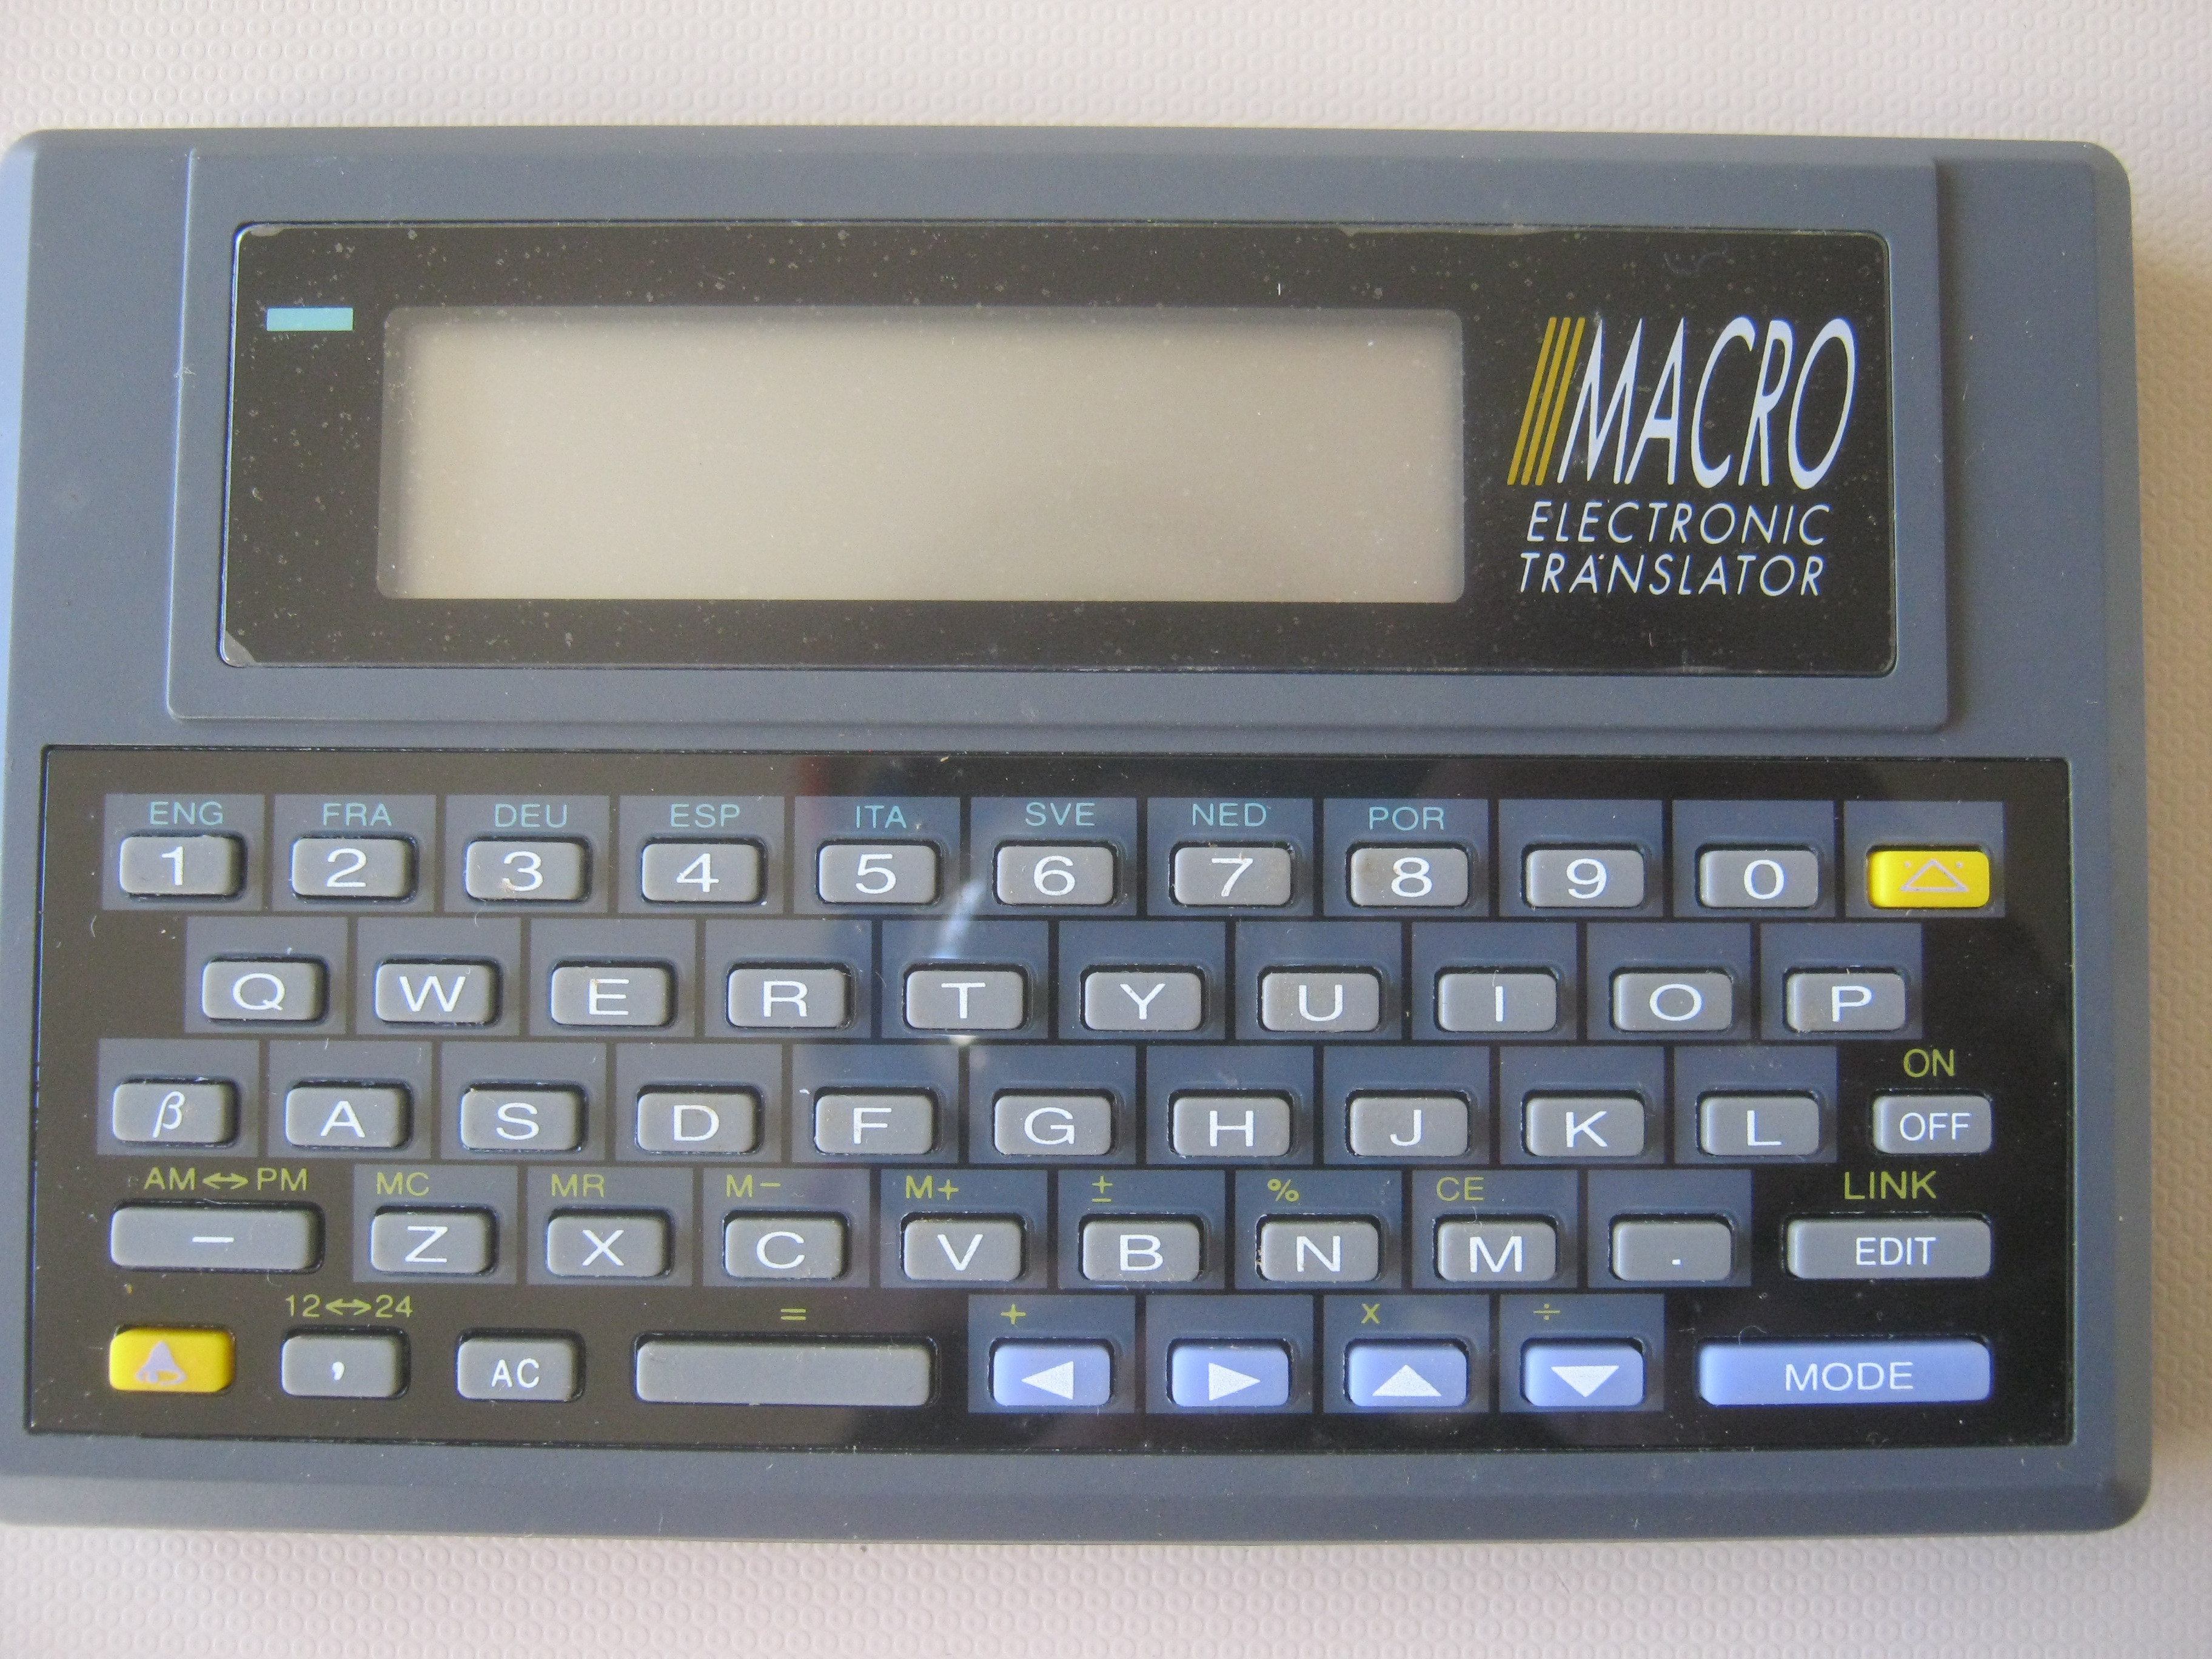 MACRO
ELECTRONIC
TRANSLATOR
ENG FRA DEU ESP ITA SVE NED POR
1 2 3 4 5 6 7 8 9 0
Q W E R T Y U I O P
ON
β A S D F G H J K L OFF
AM↔PM MC MR M− M+ ± % CE LINK
− Z X C V B N M . EDIT
12↔24 = + x ÷
, AC ◀ ▶ ▲ ▼ MODE